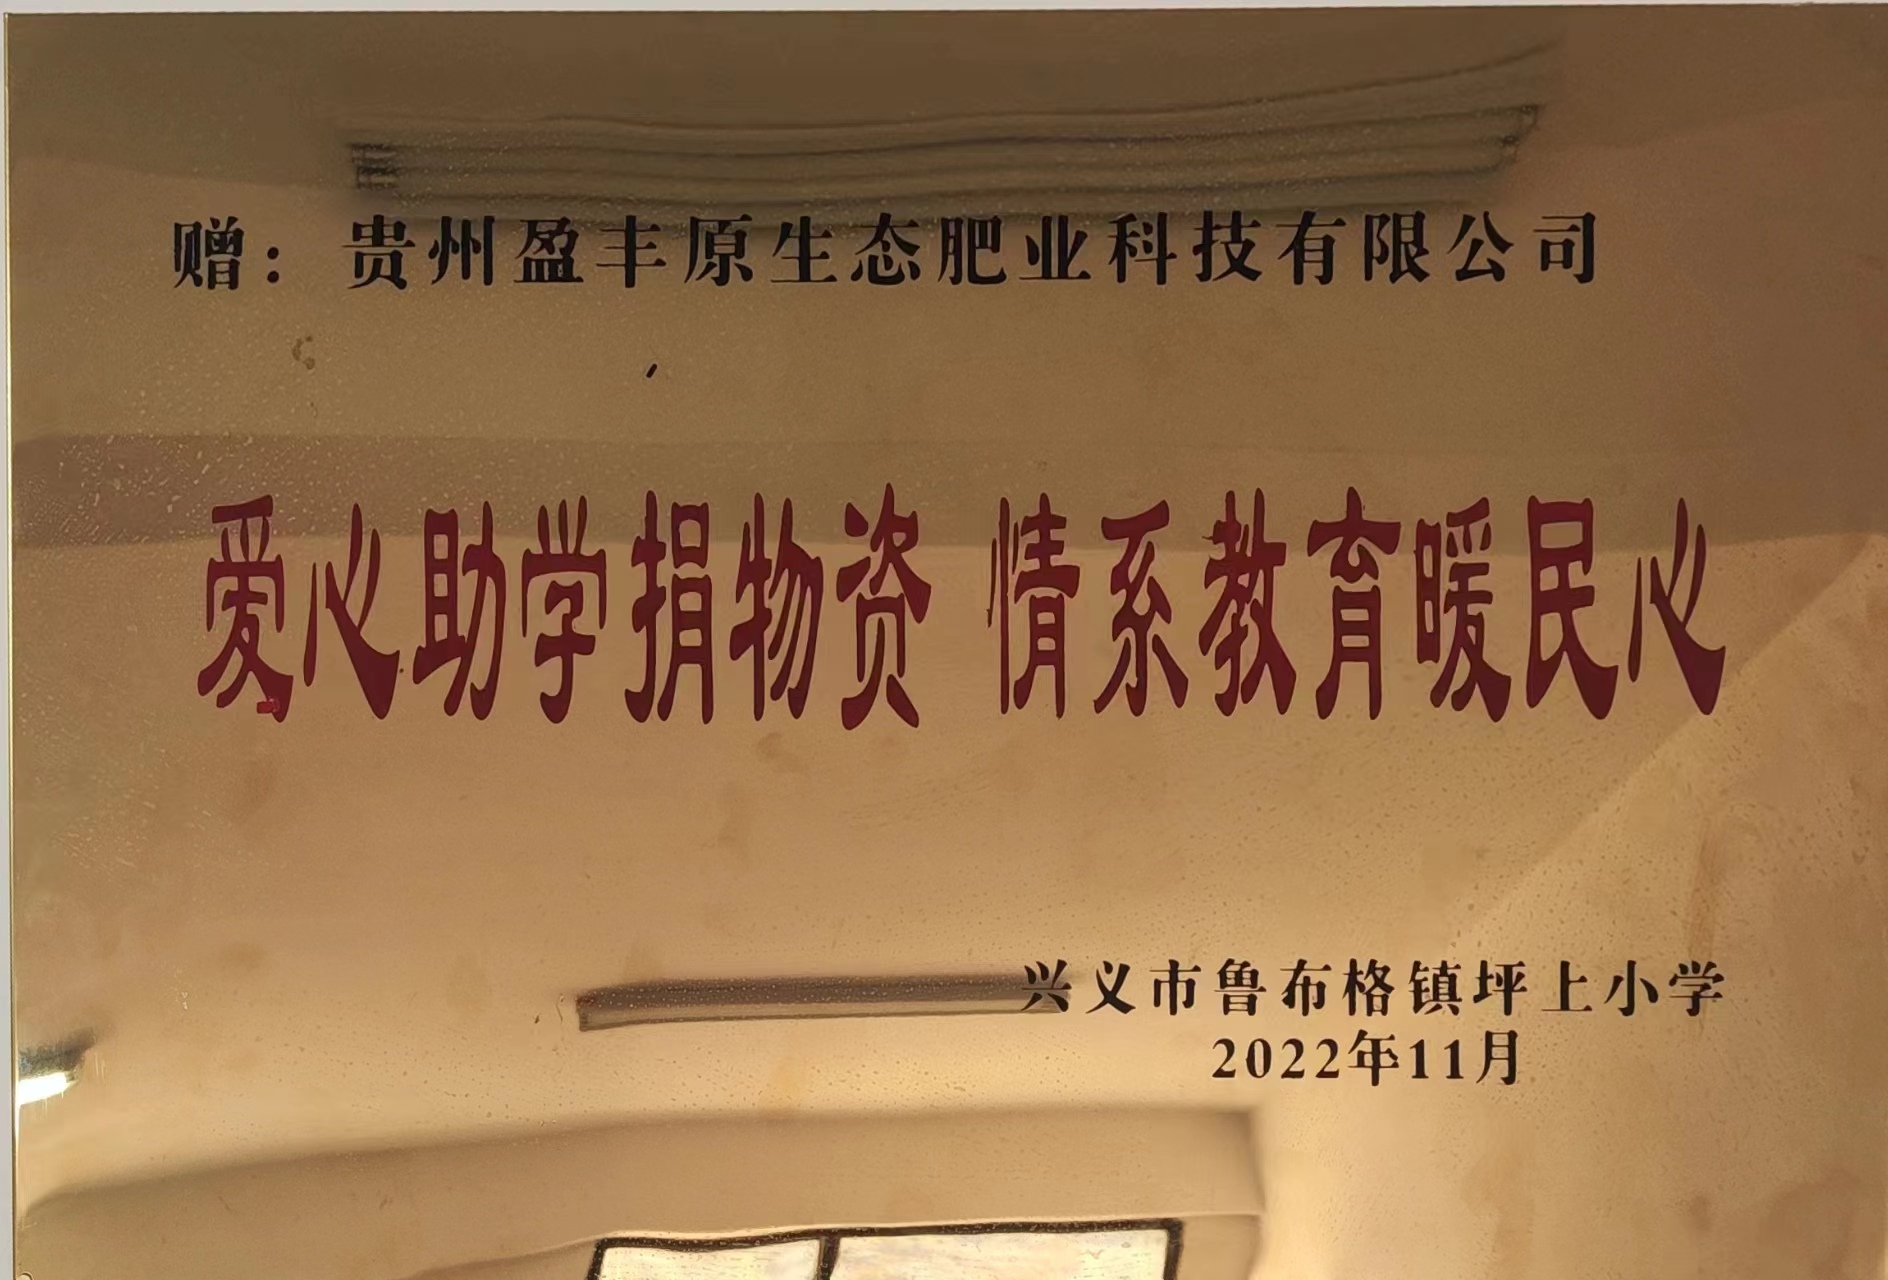 赠：贵州盈丰原生态肥业科技有限公司
爱心助学捐物资 情系教育暖民心
兴义市鲁布格镇坪上小学
2022年11月